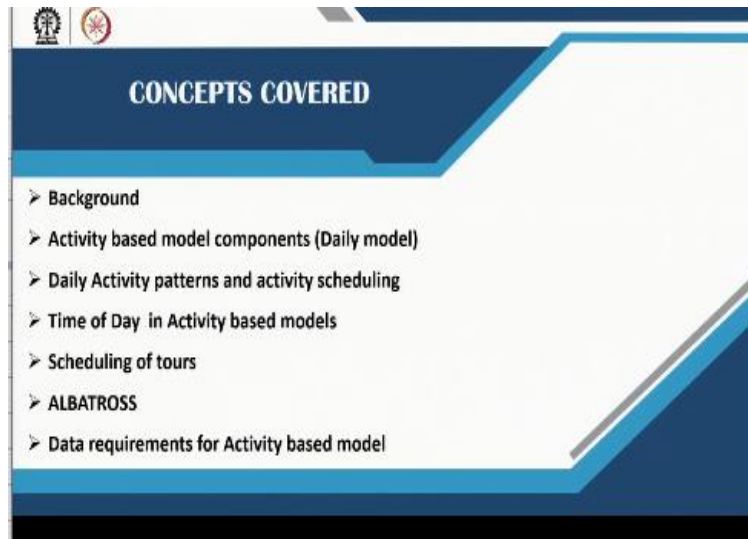 CONCEPTS COVERED
➢ Background
➢ Activity based model components (Daily model)
➢ Daily Activity patterns and activity scheduling
➢ Time of Day in Activity based models
➢ Scheduling of tours
➢ ALBATROSS
➢ Data requirements for Activity based model